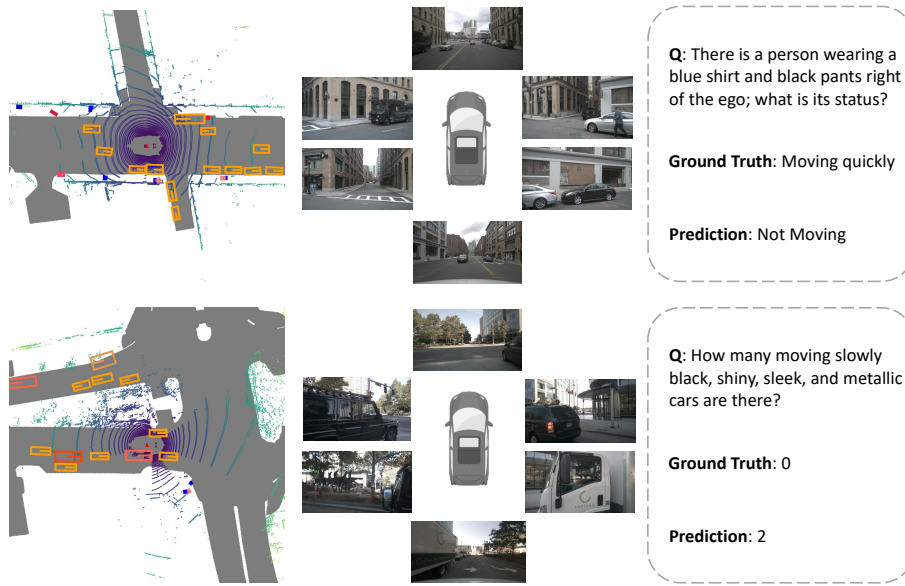 Q: There is a person wearing a
blue shirt and black pants right
of the ego; what is its status?
Ground Truth: Moving quickly
Prediction: Not Moving
Q: How many moving slowly
black, shiny, sleek, and metallic
cars are there?
Ground Truth: 0
Prediction: 2